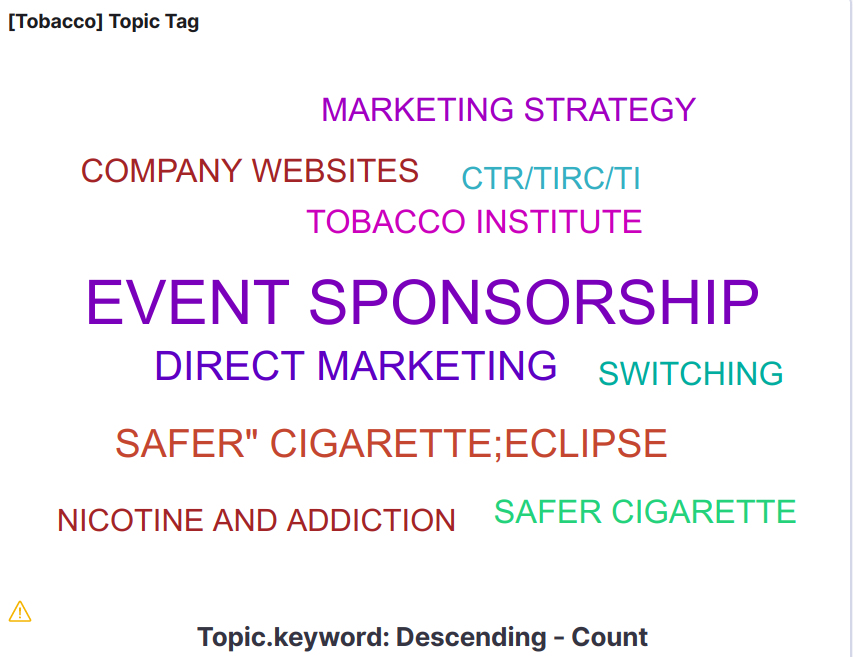 [Tobacco] Topic Tag
MARKETING STRATEGY
COMPANY WEBSITES
CTR/TIRC/TI
TOBACCO INSTITUTE
EVENT SPONSORSHIP
DIRECT MARKETING
SWITCHING
SAFER" CIGARETTE;ECLIPSE
NICOTINE AND ADDICTION
SAFER CIGARETTE
Topic.keyword: Descending - Count